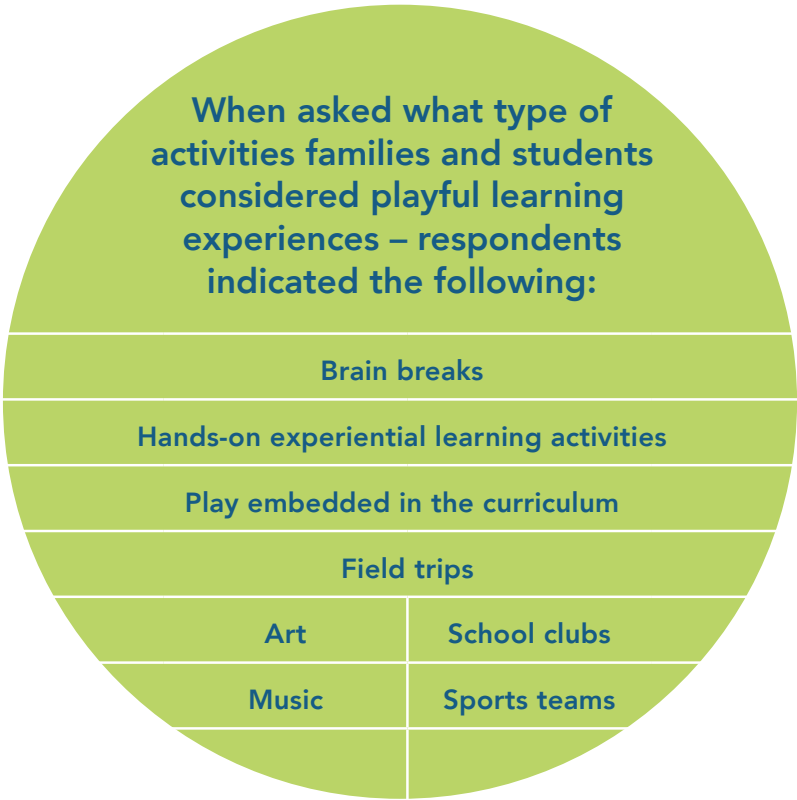 When asked what type of
activities families and students
considered playful learning
experiences – respondents
indicated the following:
Brain breaks
Hands-on experiential learning activities
Play embedded in the curriculum
Field trips
Art
School clubs
Music
Sports teams